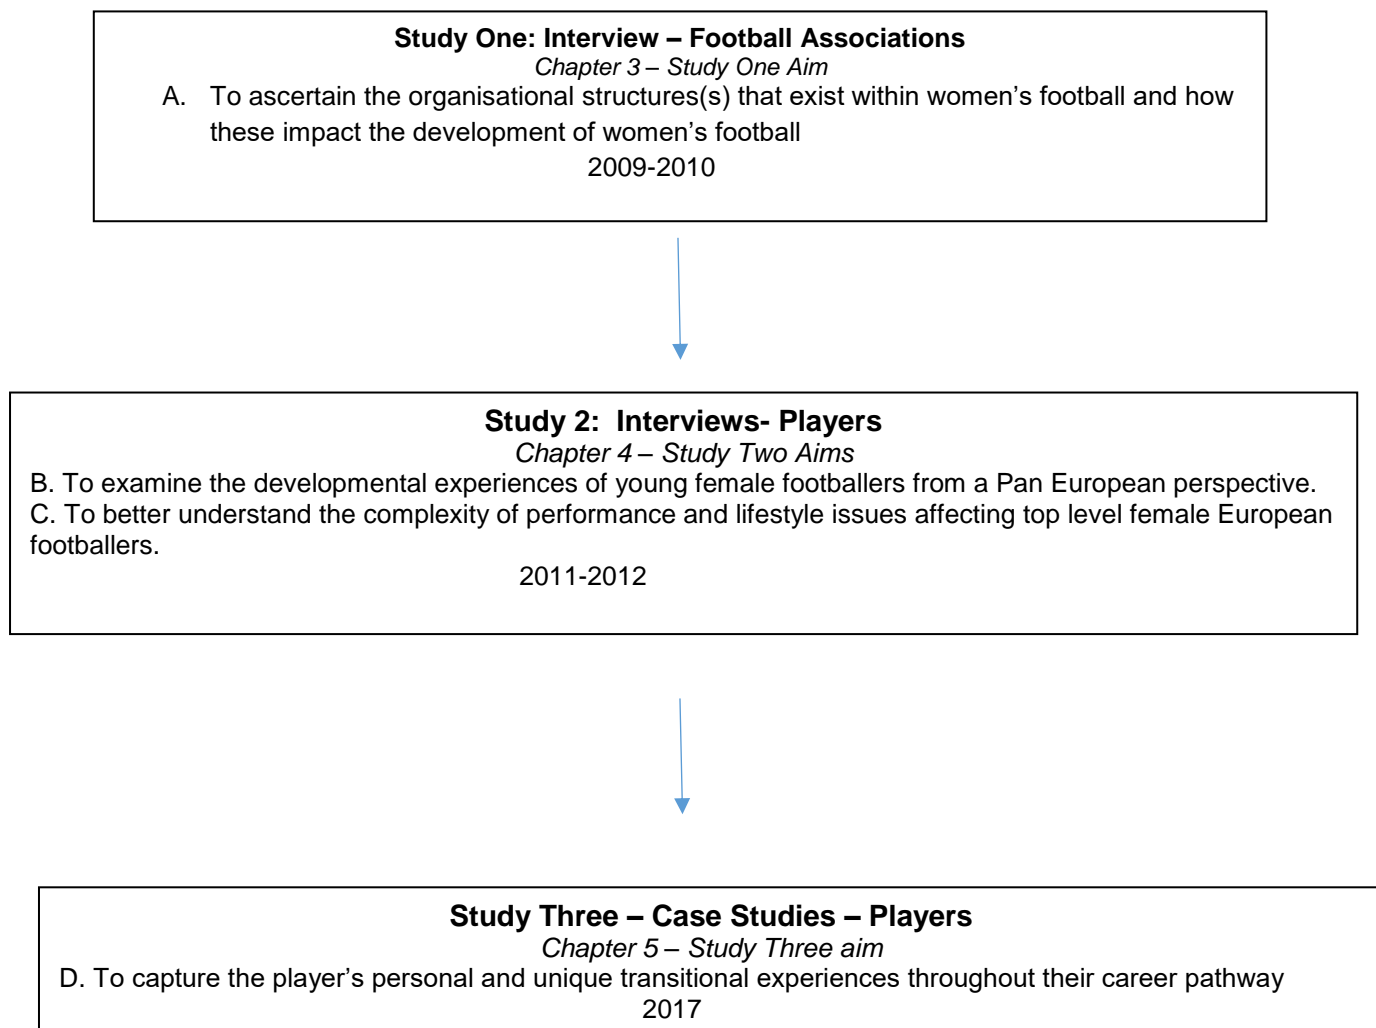 Study One: Interview – Football Associations
Chapter 3 – Study One Aim
A. To ascertain the organisational structures(s) that exist within women’s football and how
these impact the development of women’s football
2009-2010
Study 2: Interviews- Players
Chapter 4 – Study Two Aims
B. To examine the developmental experiences of young female footballers from a Pan European perspective.
C. To better understand the complexity of performance and lifestyle issues affecting top level female European
footballers.
2011-2012
Study Three – Case Studies – Players
Chapter 5 – Study Three aim
D. To capture the player’s personal and unique transitional experiences throughout their career pathway
2017